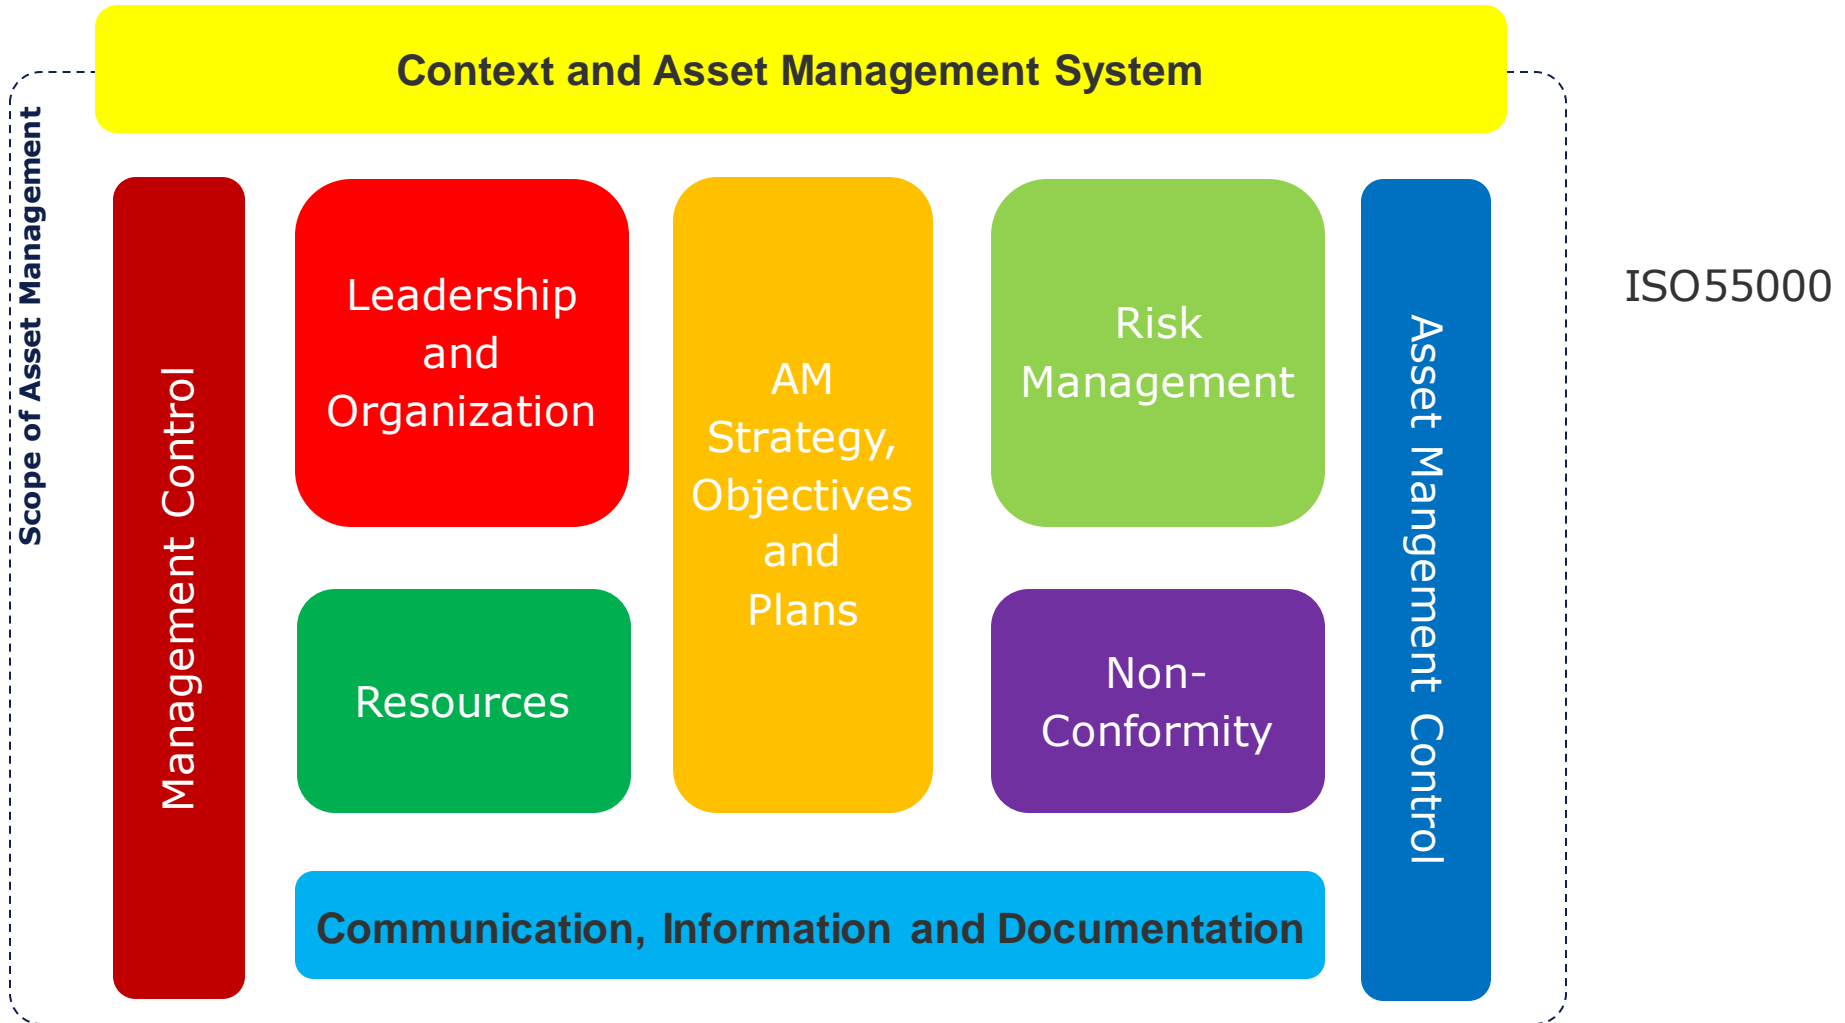 Context and Asset Management System
Scope of Asset Management
Management Control
Leadership
and
Organization
AM
Strategy,
Objectives
and
Plans
Risk
Management
Asset Mangement Control
ISO55000
Resources
Non-
Conformity
Communication, Information and Documentation